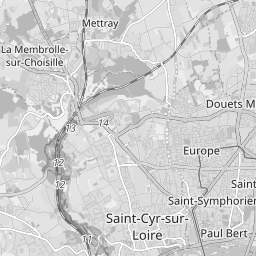 Mettray
La Membrolle-
sur-Choisille
Douets M
13
14
Europe
12
12
Saint
Saint-Symphorien
Saint-Cyr-sur-
Loire
Paul Bert
11